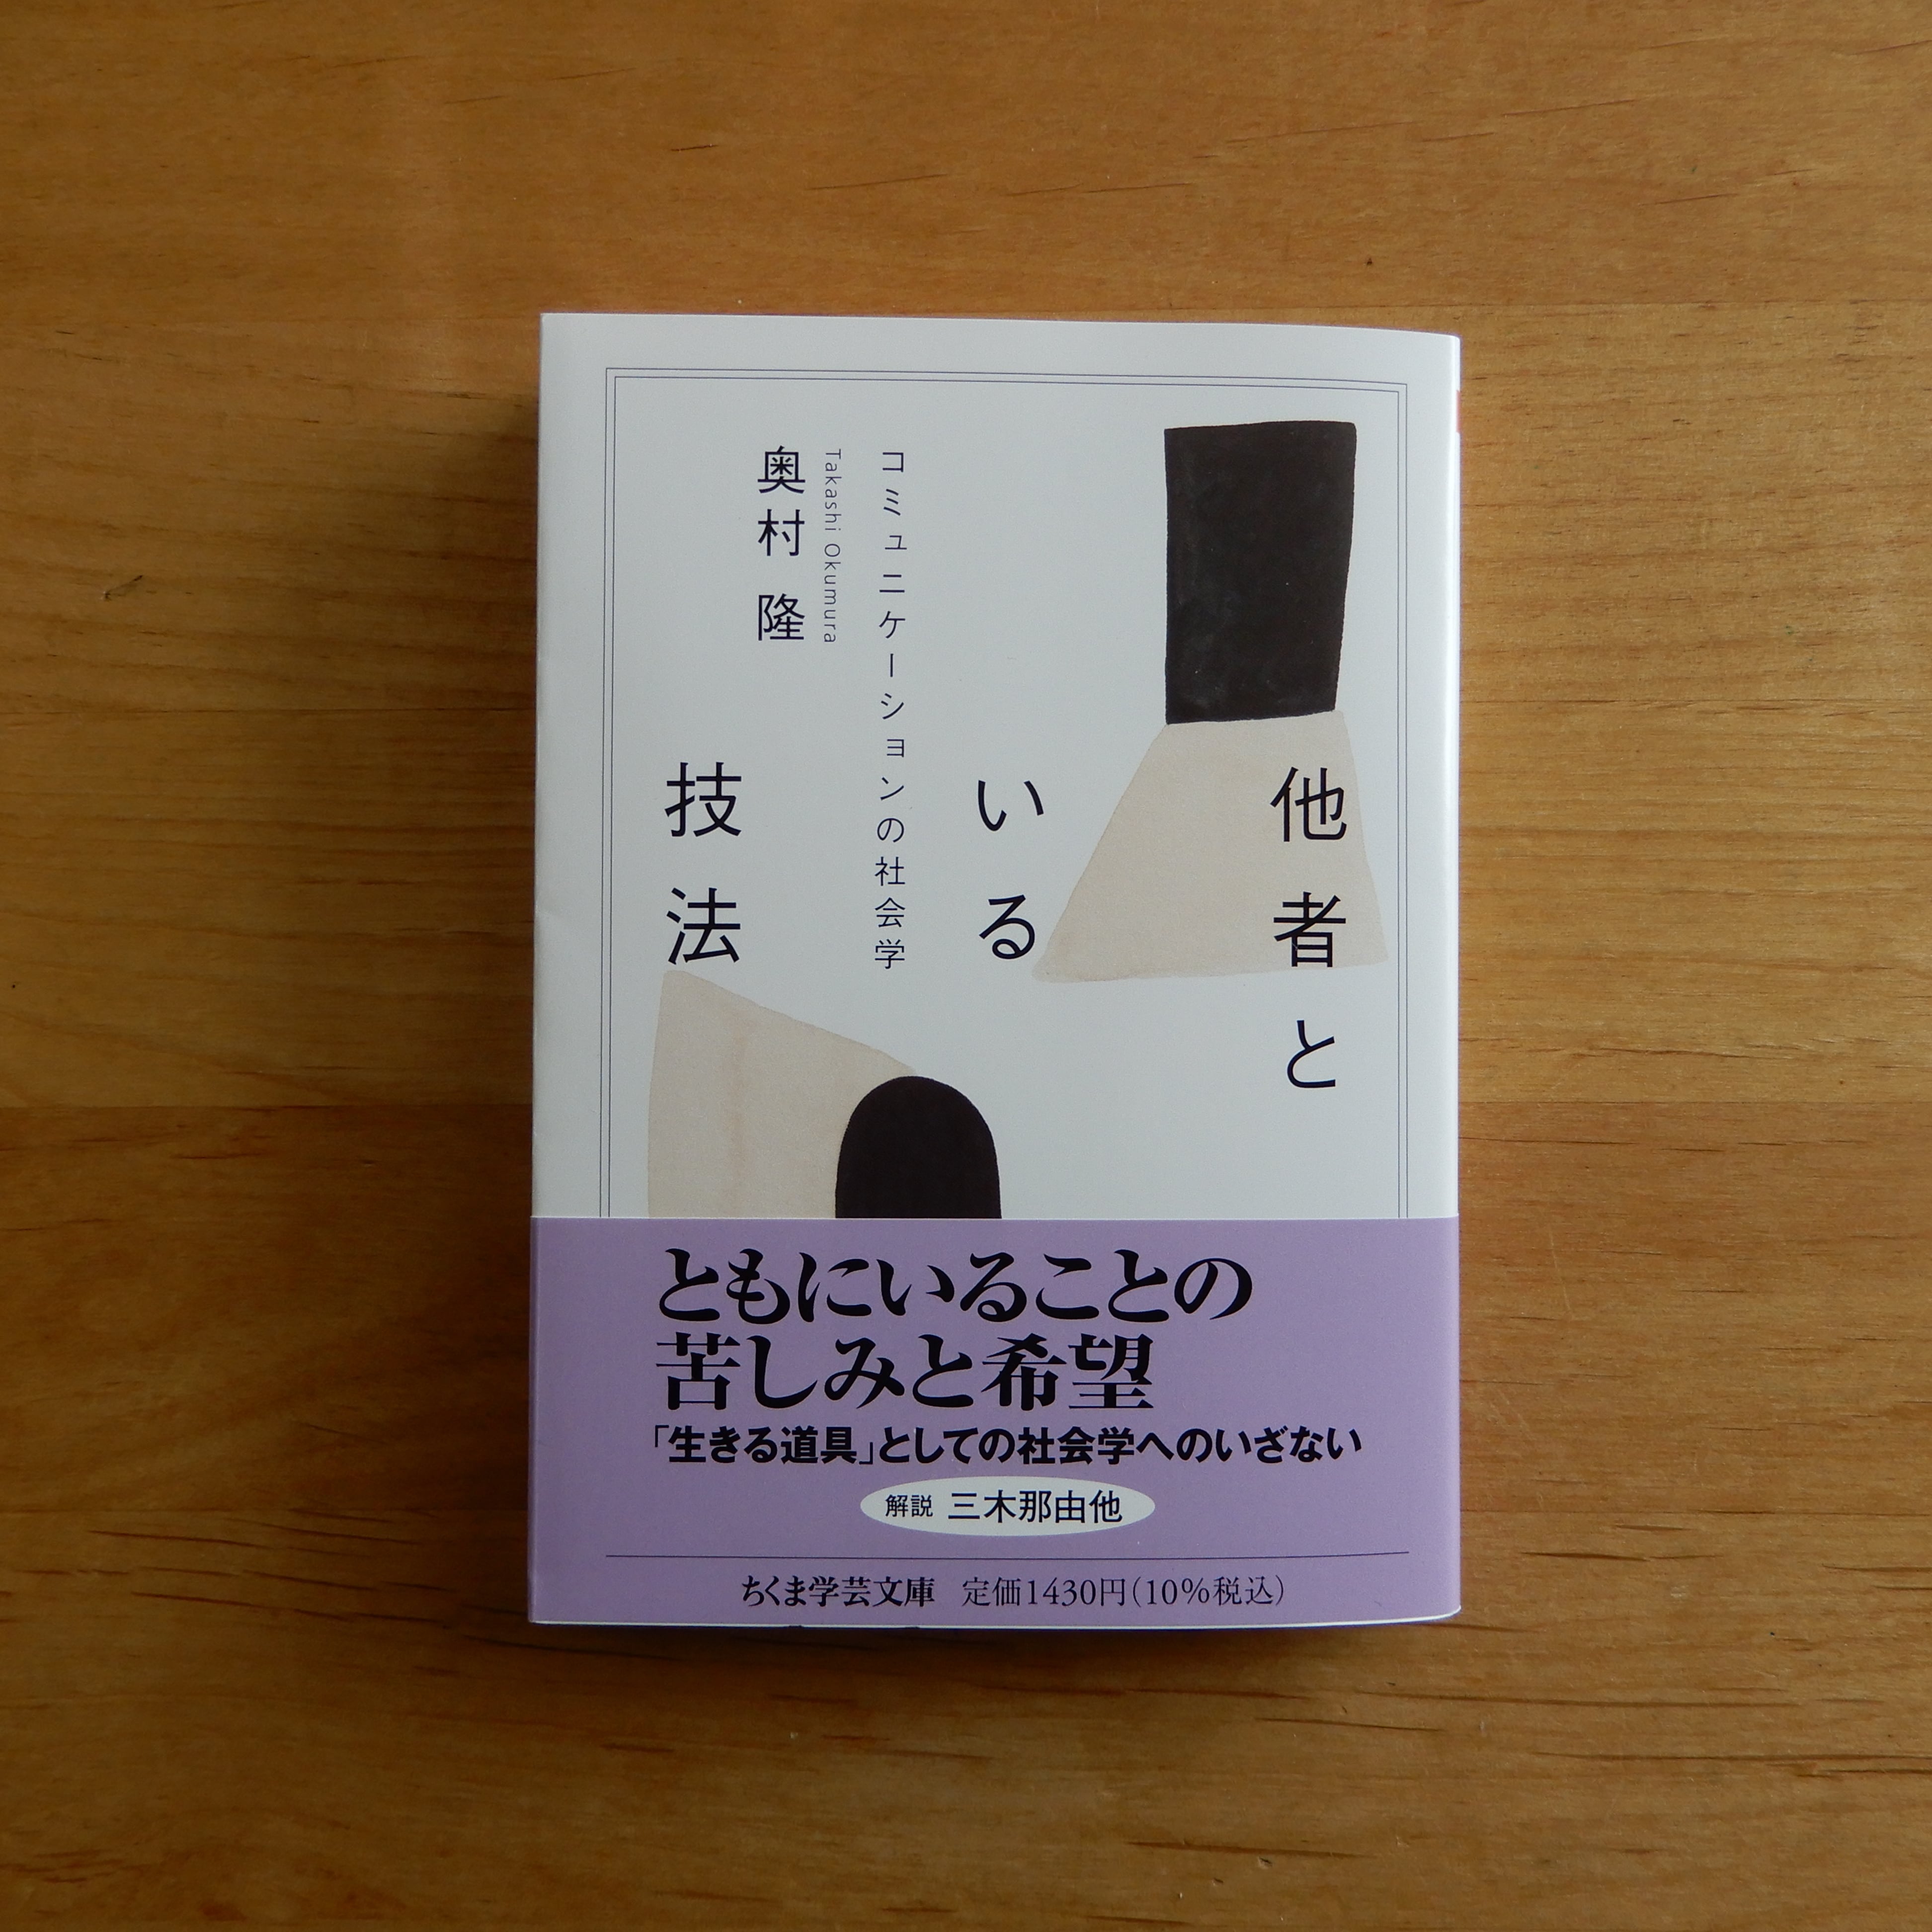 他者と
いる
技法
コミュニケーションの社会学
Takashi Okumura
奥村 隆
ともにいることの
苦しみと希望
「生きる道具」としての社会学へのいざない
解説 三木那由他
ちくま学芸文庫 定価1430円(10%税込)